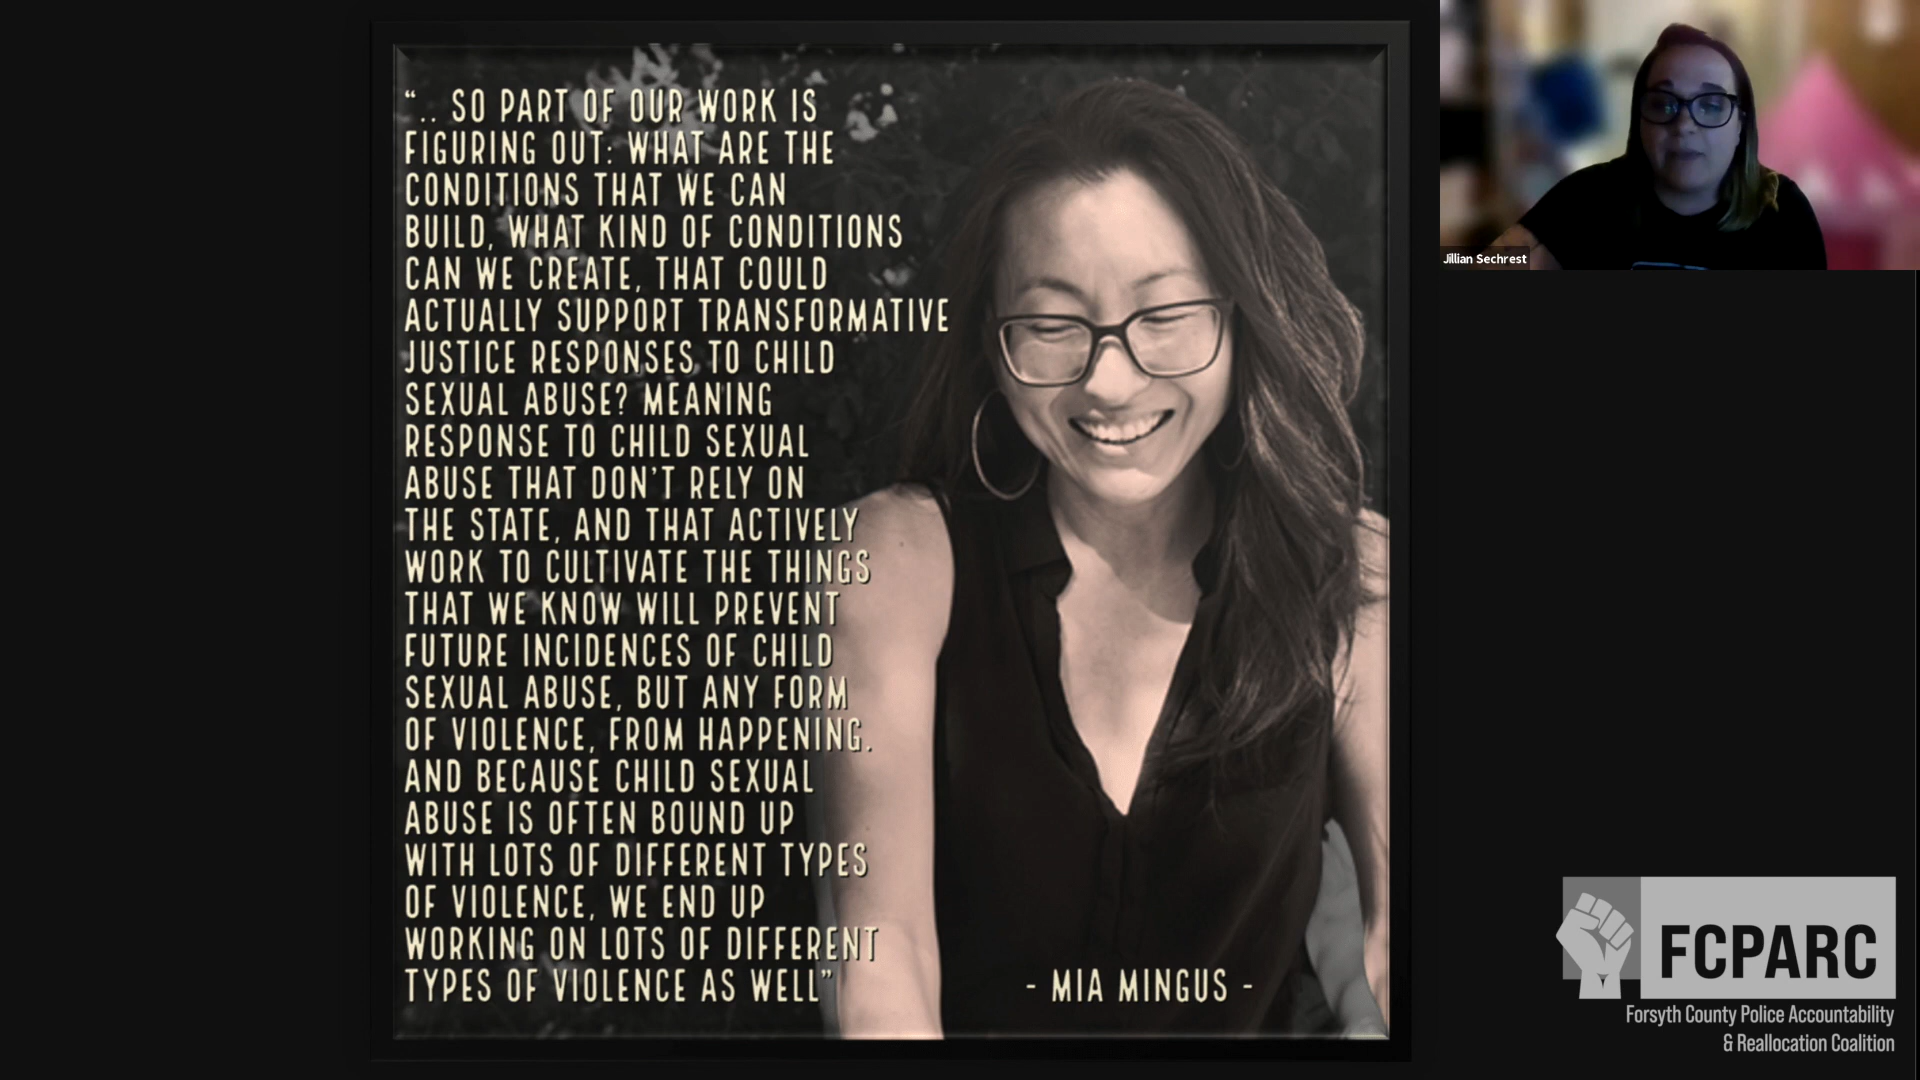 “.. SO PART OF OUR WORK IS
FIGURING OUT: WHAT ARE THE
CONDITIONS THAT WE CAN
BUILD, WHAT KIND OF CONDITIONS
CAN WE CREATE, THAT COULD
ACTUALLY SUPPORT TRANSFORMATIVE
JUSTICE RESPONSES TO CHILD
SEXUAL ABUSE? MEANING
RESPONSE TO CHILD SEXUAL
ABUSE THAT DON’T RELY ON
THE STATE, AND THAT ACTIVELY
WORK TO CULTIVATE THE THINGS
THAT WE KNOW WILL PREVENT
FUTURE INCIDENCES OF CHILD
SEXUAL ABUSE, BUT ANY FORM
OF VIOLENCE, FROM HAPPENING.
AND BECAUSE CHILD SEXUAL
ABUSE IS OFTEN BOUND UP
WITH LOTS OF DIFFERENT TYPES
OF VIOLENCE, WE END UP
WORKING ON LOTS OF DIFFERENT
TYPES OF VIOLENCE AS WELL”
- MIA MINGUS -
Jillian Sechrest
FCPARC
Forsyth County Police Accountability
& Reallocation Coalition